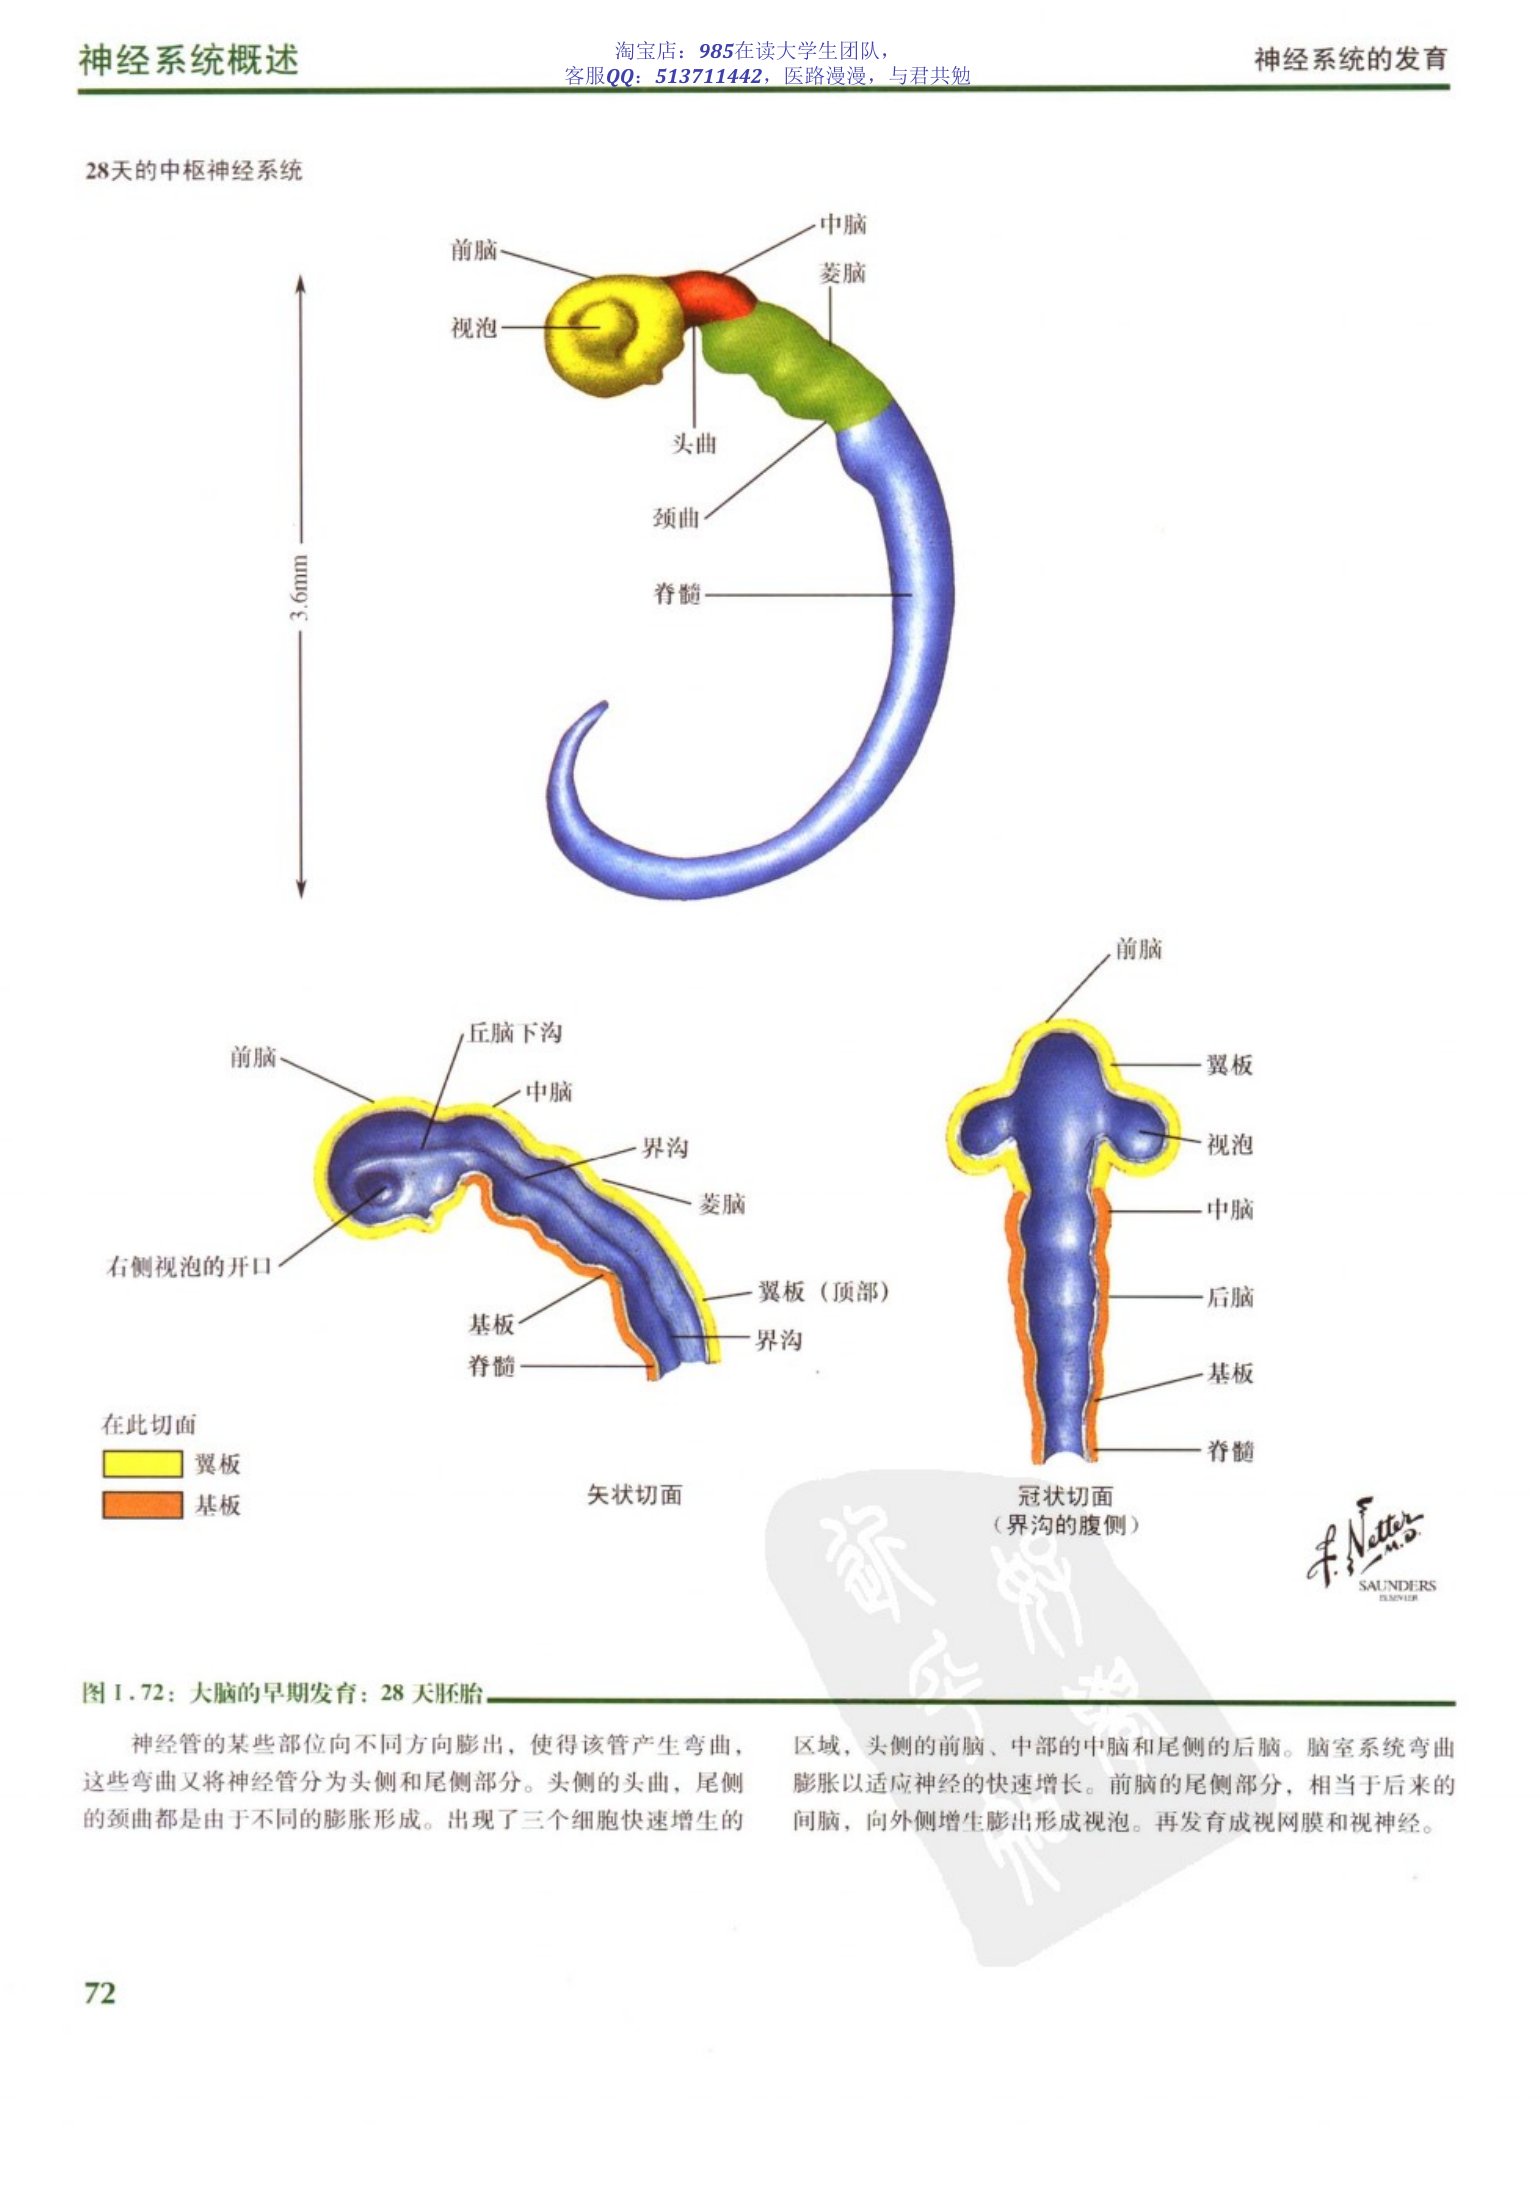 神经系统概述
淘宝店：985在读大学生团队，
客服QQ：513711442，医路漫漫，与君共勉
神经系统的发育
28天的中枢神经系统
中脑
前脑
菱脑
视泡
头曲
颈曲
脊髓
3.6mm
前脑
丘脑下沟
前脑
中脑
界沟
菱脑
右侧视泡的开口
翼板（顶部）
基板
界沟
脊髓
翼板
视泡
中脑
后脑
基板
脊髓
在此切面
翼板
基板
矢状切面
冠状切面
（界沟的腹侧）
F. Netter
M.D.
SAUNDERS
ELSEVIER
图 I.72：大脑的早期发育：28 天胚胎
神经管的某些部位向不同方向膨出，使得该管产生弯曲，
这些弯曲又将神经管分为头侧和尾侧部分。头侧的头曲，尾侧
的颈曲都是由于不同的膨胀形成。出现了三个细胞快速增生的
区域，头侧的前脑、中部的中脑和尾侧的后脑。脑室系统弯曲
膨胀以适应神经的快速增长。前脑的尾侧部分，相当于后来的
间脑，向外侧增生膨出形成视泡。再发育成视网膜和视神经。
72